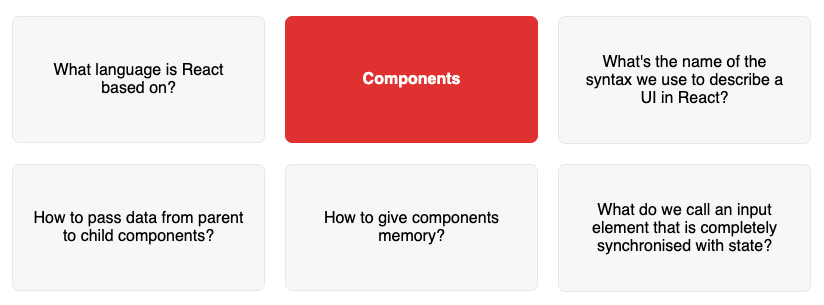 What language is React
based on?
Components
What's the name of the
syntax we use to describe a
UI in React?
How to pass data from parent
to child components?
How to give components
memory?
What do we call an input
element that is completely
synchronised with state?